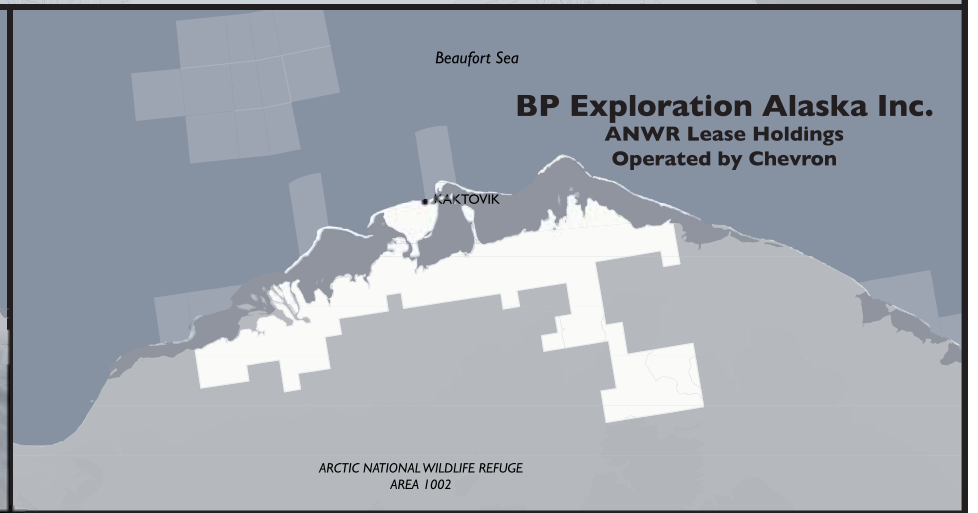 Beaufort Sea
BP Exploration Alaska Inc.
ANWR Lease Holdings
Operated by Chevron
KAKTOVIK
ARCTIC NATIONAL WILDLIFE REFUGE
AREA 1002